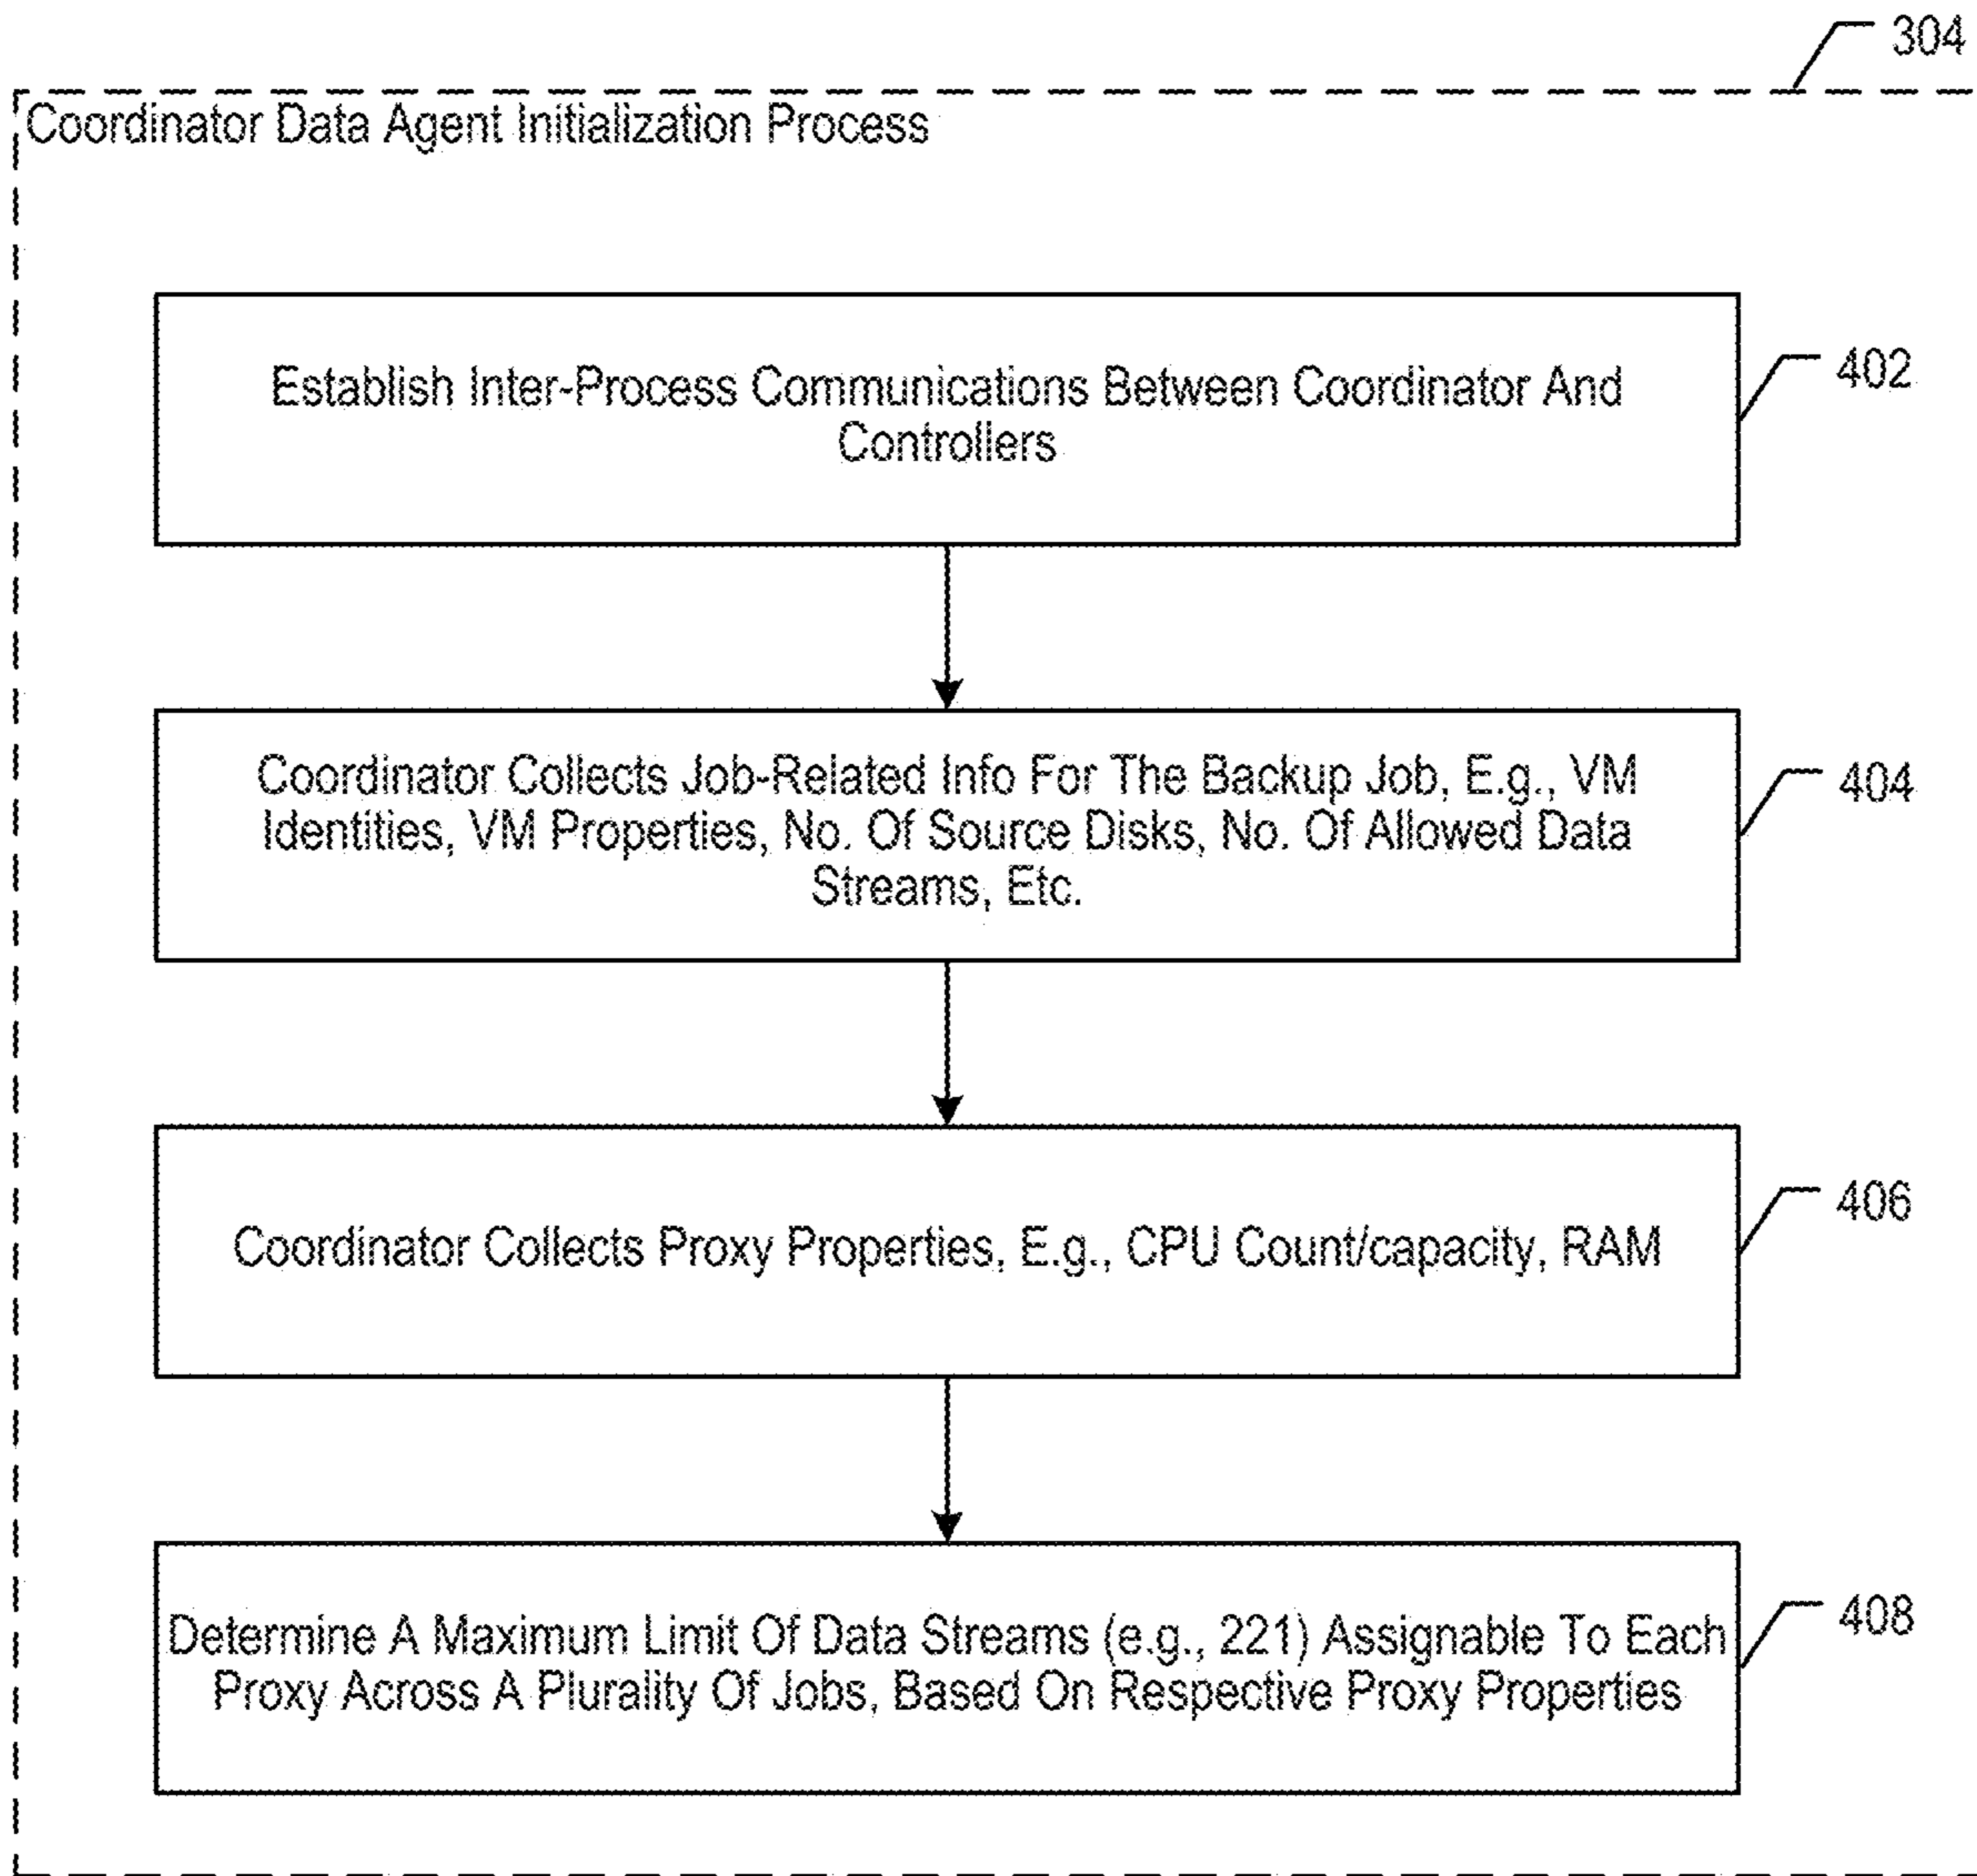 304
Coordinator Data Agent Initialization Process
Establish Inter-Process Communications Between Coordinator And
Controllers
402
Coordinator Collects Job-Related Info For The Backup Job, E.g., VM
Identities, VM Properties, No. Of Source Disks, No. Of Allowed Data
Streams, Etc.
404
Coordinator Collects Proxy Properties, E.g., CPU Count/capacity, RAM
406
Determine A Maximum Limit Of Data Streams (e.g., 221) Assignable To Each
Proxy Across A Plurality Of Jobs, Based On Respective Proxy Properties
408